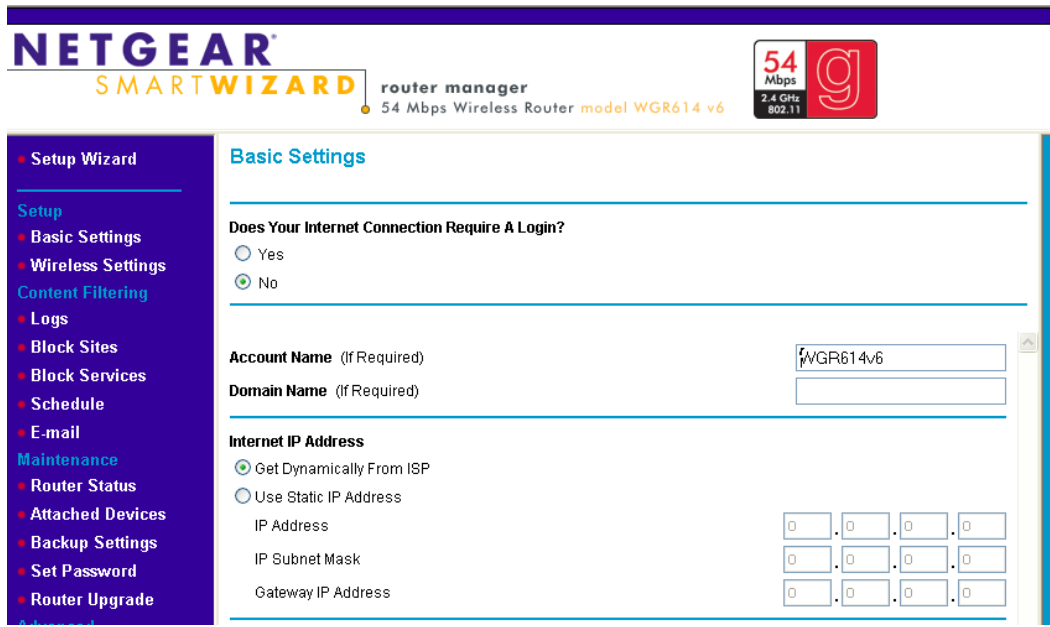 NETGEAR
SMARTWIZARD
router manager
54 Mbps Wireless Router model WGR614 v6
54
Mbps
2.4 GHz
802.11
g
Setup Wizard
Setup
Basic Settings
Wireless Settings
Content Filtering
Logs
Block Sites
Block Services
Schedule
E-mail
Maintenance
Router Status
Attached Devices
Backup Settings
Set Password
Router Upgrade
Advanced
Basic Settings
Does Your Internet Connection Require A Login?
Yes
No
Account Name (If Required) WGR614v6
Domain Name (If Required)
Internet IP Address
Get Dynamically From ISP
Use Static IP Address
IP Address 0 . 0 . 0 . 0
IP Subnet Mask 0 . 0 . 0 . 0
Gateway IP Address 0 . 0 . 0 . 0